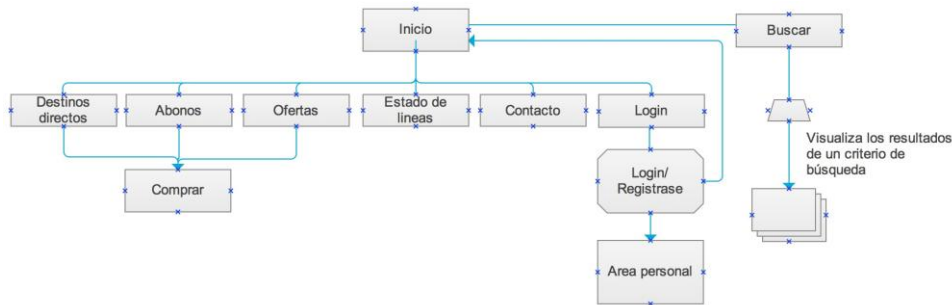 Inicio
Buscar
Destinos
directos
Abonos
Ofertas
Estado de
lineas
Contacto
Login
Visualiza los resultados
de un criterio de
búsqueda
Comprar
Login/
Registrase
Area personal